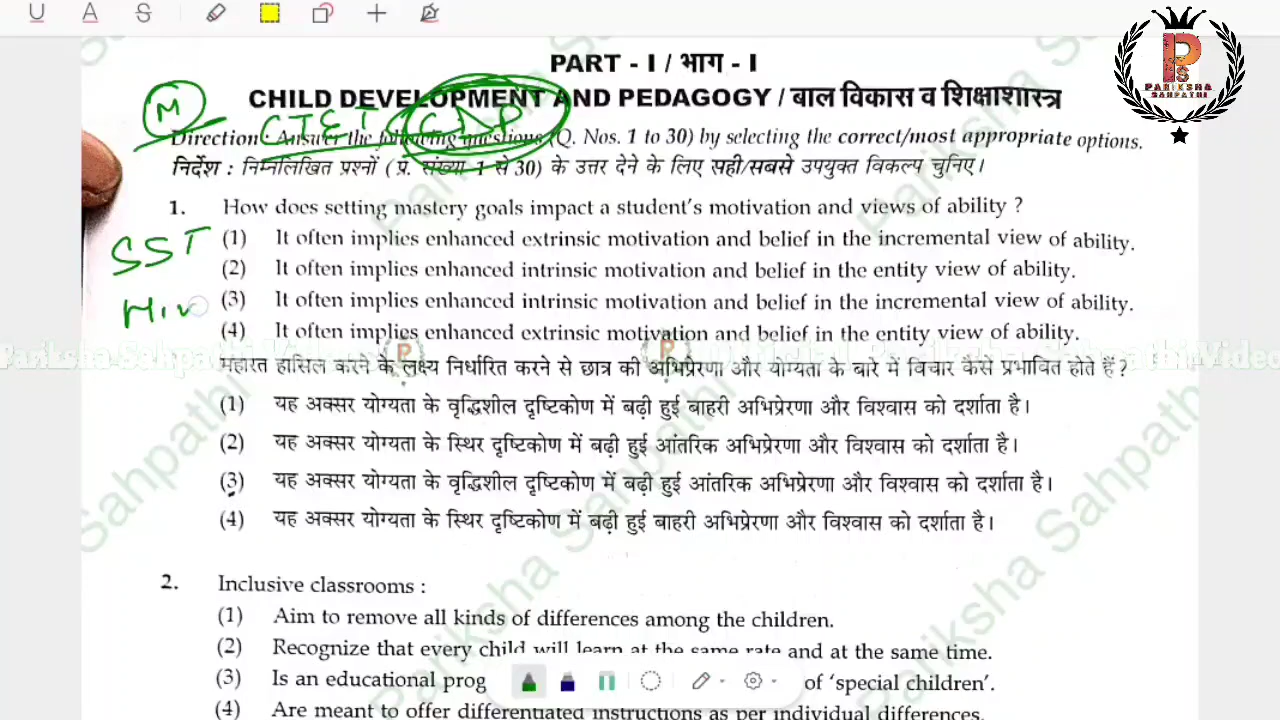 PART - I / भाग - I
CHILD DEVELOPMENT AND PEDAGOGY / बाल विकास व शिक्षाशास्त्र
M
CTET CDP
Direction : Answer the following questions (Q. Nos. 1 to 30) by selecting the correct/most appropriate options.
निर्देश : निम्नलिखित प्रश्नों ( प्र. संख्या 1 से 30) के उत्तर देने के लिए सही/सबसे उपयुक्त विकल्प चुनिए।
1. How does setting mastery goals impact a student's motivation and views of ability ?
SST
(1) It often implies enhanced extrinsic motivation and belief in the incremental view of ability.
(2) It often implies enhanced intrinsic motivation and belief in the entity view of ability.
(3) It often implies enhanced intrinsic motivation and belief in the incremental view of ability.
(4) It often implies enhanced extrinsic motivation and belief in the entity view of ability.
महारत हासिल करने के लक्ष्य निर्धारित करने से छात्र की अभिप्रेरणा और योग्यता के बारे में विचार कैसे प्रभावित होते हैं?
(1) यह अक्सर योग्यता के वृद्धिशील दृष्टिकोण में बढ़ी हुई बाहरी अभिप्रेरणा और विश्वास को दर्शाता है।
(2) यह अक्सर योग्यता के स्थिर दृष्टिकोण में बढ़ी हुई आंतरिक अभिप्रेरणा और विश्वास को दर्शाता है।
(3) यह अक्सर योग्यता के वृद्धिशील दृष्टिकोण में बढ़ी हुई आंतरिक अभिप्रेरणा और विश्वास को दर्शाता है।
(4) यह अक्सर योग्यता के स्थिर दृष्टिकोण में बढ़ी हुई बाहरी अभिप्रेरणा और विश्वास को दर्शाता है।
2. Inclusive classrooms :
(1) Aim to remove all kinds of differences among the children.
(2) Recognize that every child will learn at the same rate and at the same time.
(3) Is an educational prog of 'special children'.
(4) Are meant to offer differentiated instructions as per individual differences.
PARIKSHA
SAHPATHI
Pariksha Sahpathi